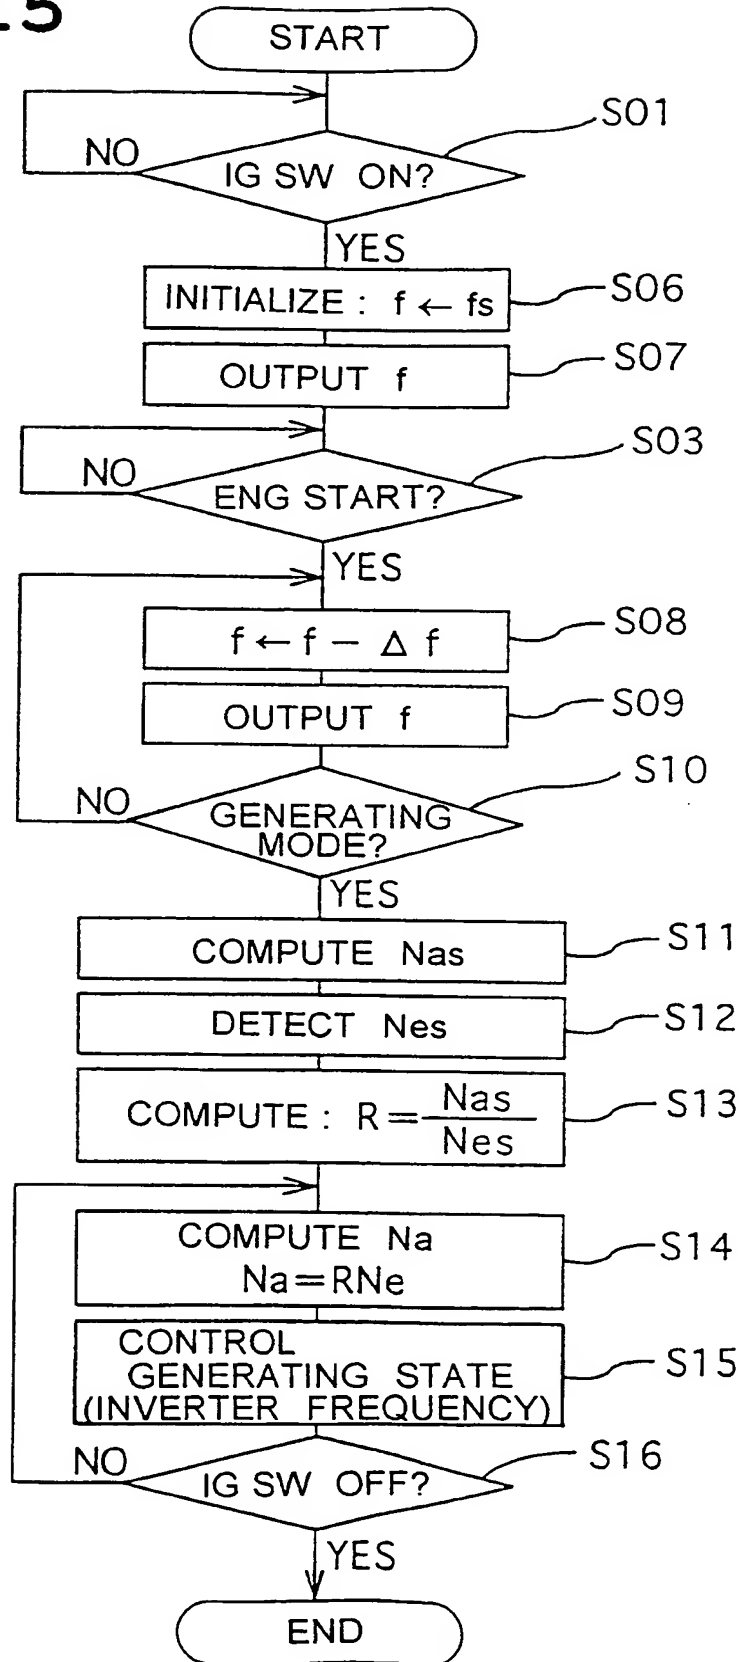 15
START
S01
NO
IG SW ON?
YES
INITIALIZE : f ← fs
S06
OUTPUT f
S07
S03
NO
ENG START?
YES
f ← f − Δ f
S08
OUTPUT f
S09
S10
NO
GENERATING
MODE?
YES
COMPUTE Nas
S11
DETECT Nes
S12
COMPUTE : R = Nas
Nes
S13
COMPUTE Na
Na=RNe
S14
CONTROL
GENERATING STATE
(INVERTER FREQUENCY)
S15
NO
IG SW OFF?
S16
YES
END